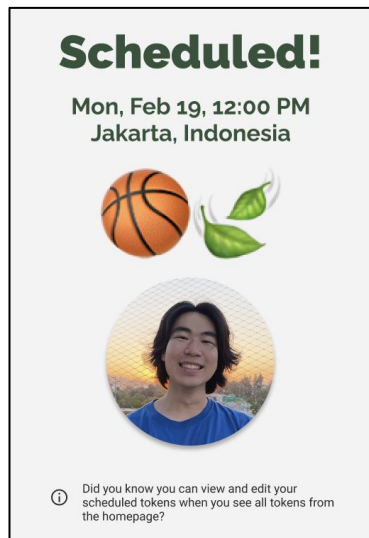 Scheduled!
Mon, Feb 19, 12:00 PM
Jakarta, Indonesia
Did you know you can view and edit your
scheduled tokens when you see all tokens from
the homepage?